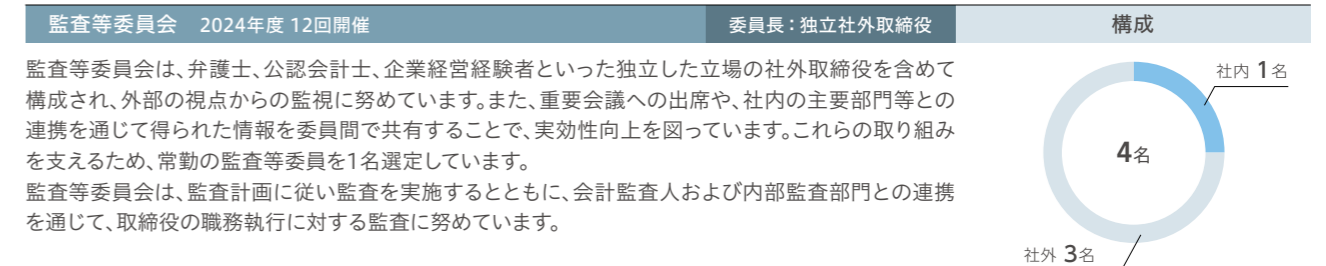 監査等委員会 2024年度 12回開催 委員長：独立社外取締役 構成
監査等委員会は、弁護士、公認会計士、企業経営経験者といった独立した立場の社外取締役を含めて
構成され、外部の視点からの監視に努めています。また、重要会議への出席や、社内の主要部門等との
連携を通じて得られた情報を委員間で共有することで、実効性向上を図っています。これらの取り組み
を支えるため、常勤の監査等委員を1名選定しています。
監査等委員会は、監査計画に従い監査を実施するとともに、会計監査人および内部監査部門との連携
を通じて、取締役の職務執行に対する監査に努めています。
社内 1名
4名
社外 3名